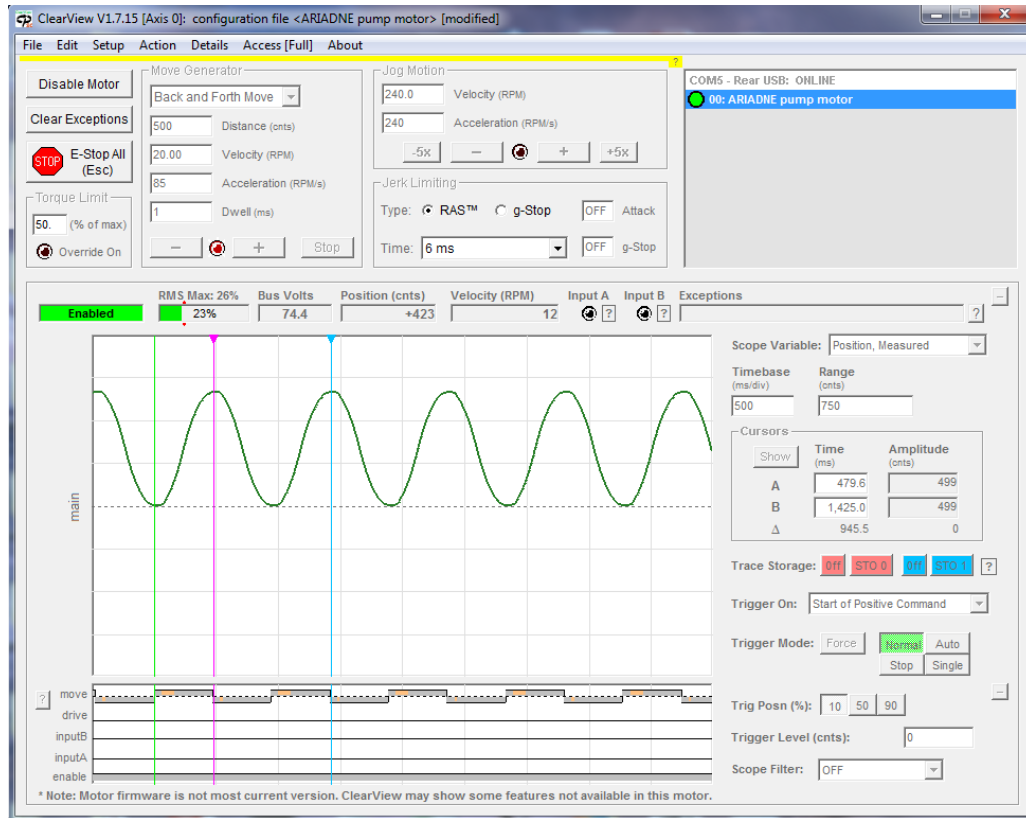 ClearView V1.7.15 [Axis 0]: configuration file <ARIADNE pump motor> [modified]
File Edit Setup Action Details Access [Full] About
Disable Motor
Clear Exceptions
STOP E-Stop All (Esc)
Torque Limit
50. (% of max)
Override On
Move Generator
Back and Forth Move
500 Distance (cnts)
20.00 Velocity (RPM)
85 Acceleration (RPM/s)
1 Dwell (ms)
− + Stop
Jog Motion
240.0 Velocity (RPM)
240 Acceleration (RPM/s)
-5x − + +5x
Jerk Limiting
Type: RAS™ g-Stop OFF Attack
Time: 6 ms OFF g-Stop
?
COM5 - Rear USB: ONLINE
00: ARIADNE pump motor
RMS Max: 26% Bus Volts Position (cnts) Velocity (RPM) Input A Input B Exceptions
Enabled 23% 74.4 +423 12 ? ? ?
main
Scope Variable: Position, Measured
Timebase (ms/div) Range (cnts)
500 750
Cursors
Show Time (ms) Amplitude (cnts)
A 479.6 499
B 1,425.0 499
Δ 945.5 0
Trace Storage: Off STO 0 Off STO 1 ?
Trigger On: Start of Positive Command
Trigger Mode: Force Normal Auto
Stop Single
Trig Posn (%): 10 50 90
Trigger Level (cnts): 0
Scope Filter: OFF
? move
drive
inputB
inputA
enable
* Note: Motor firmware is not most current version. ClearView may show some features not available in this motor.